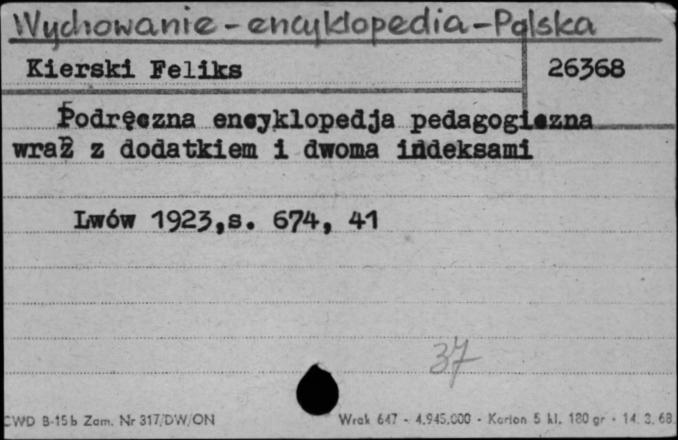 Wychowanie - encyklopedia - Polska
Kierski Feliks 26368
Podręczna encyklopedja pedagogiczna
wraz z dodatkiem i dwoma indeksami
Lwów 1923,s. 674, 41
37
CWD B-15b Zam. Nr 317/DW/ON Wrak 647 - 4.945.000 - Karton 5 kl. 180 gr - 14. 3. 68